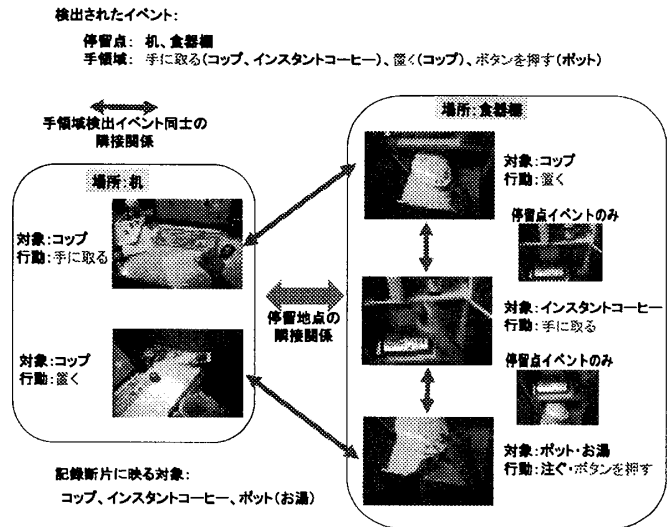 検出されたイベント:
停留点: 机、食器棚
手領域: 手に取る(コップ、インスタントコーヒー)、置く(コップ)、ボタンを押す(ポット)
手領域検出イベント同士の
隣接関係
場所:机
対象:コップ
行動:手に取る
対象:コップ
行動:置く
停留地点の
隣接関係
場所:食器棚
対象:コップ
行動:置く
停留点イベントのみ
対象:インスタントコーヒー
行動:手に取る
停留点イベントのみ
対象:ポット・お湯
行動:注ぐ・ボタンを押す
記録断片に映る対象:
コップ、インスタントコーヒー、ポット(お湯)